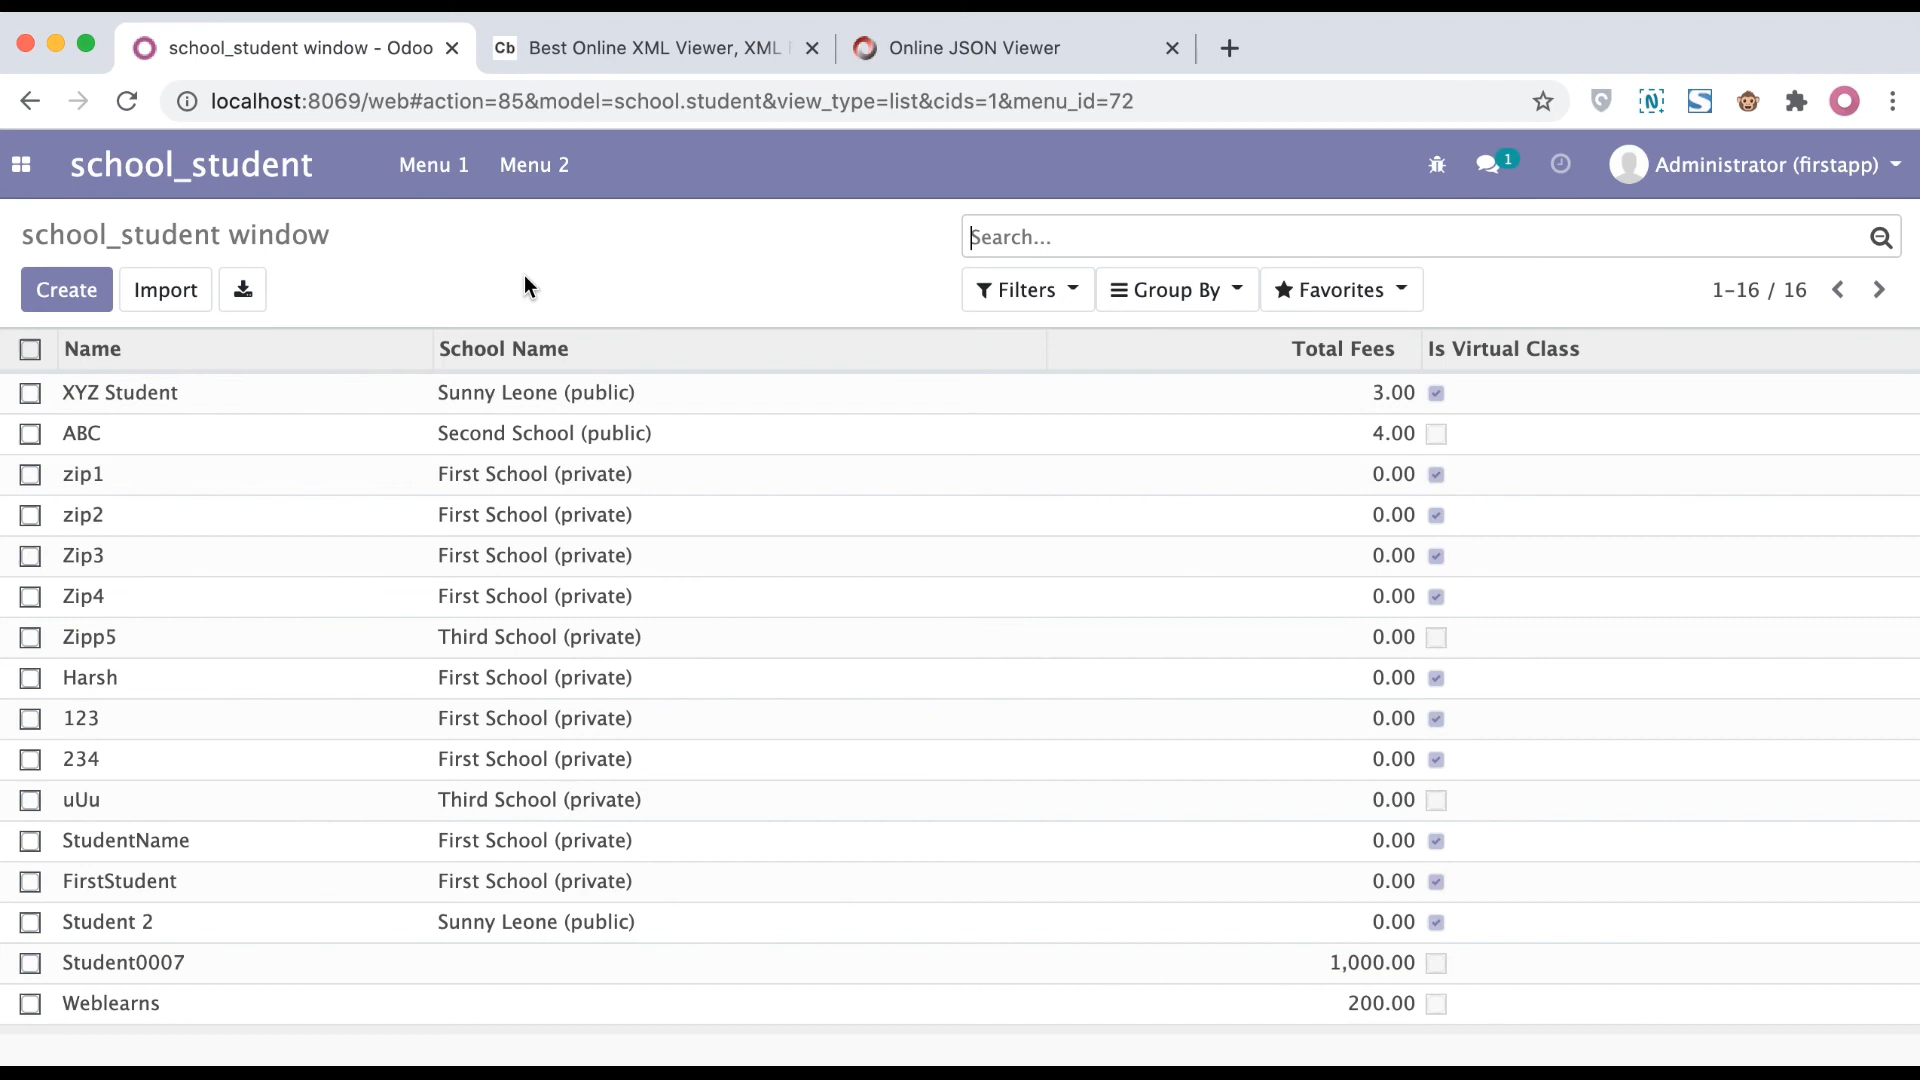 school_student window - Odoo
Cb Best Online XML Viewer, XML
Online JSON Viewer
localhost:8069/web#action=85&model=school.student&view_type=list&cids=1&menu_id=72
school_student Menu 1 Menu 2 1 Administrator (firstapp)
school_student window
Search...
Create Import Filters Group By Favorites 1-16 / 16
Name School Name Total Fees Is Virtual Class
XYZ Student Sunny Leone (public) 3.00
ABC Second School (public) 4.00
zip1 First School (private) 0.00
zip2 First School (private) 0.00
Zip3 First School (private) 0.00
Zip4 First School (private) 0.00
Zipp5 Third School (private) 0.00
Harsh First School (private) 0.00
123 First School (private) 0.00
234 First School (private) 0.00
uUu Third School (private) 0.00
StudentName First School (private) 0.00
FirstStudent First School (private) 0.00
Student 2 Sunny Leone (public) 0.00
Student0007 1,000.00
Weblearns 200.00